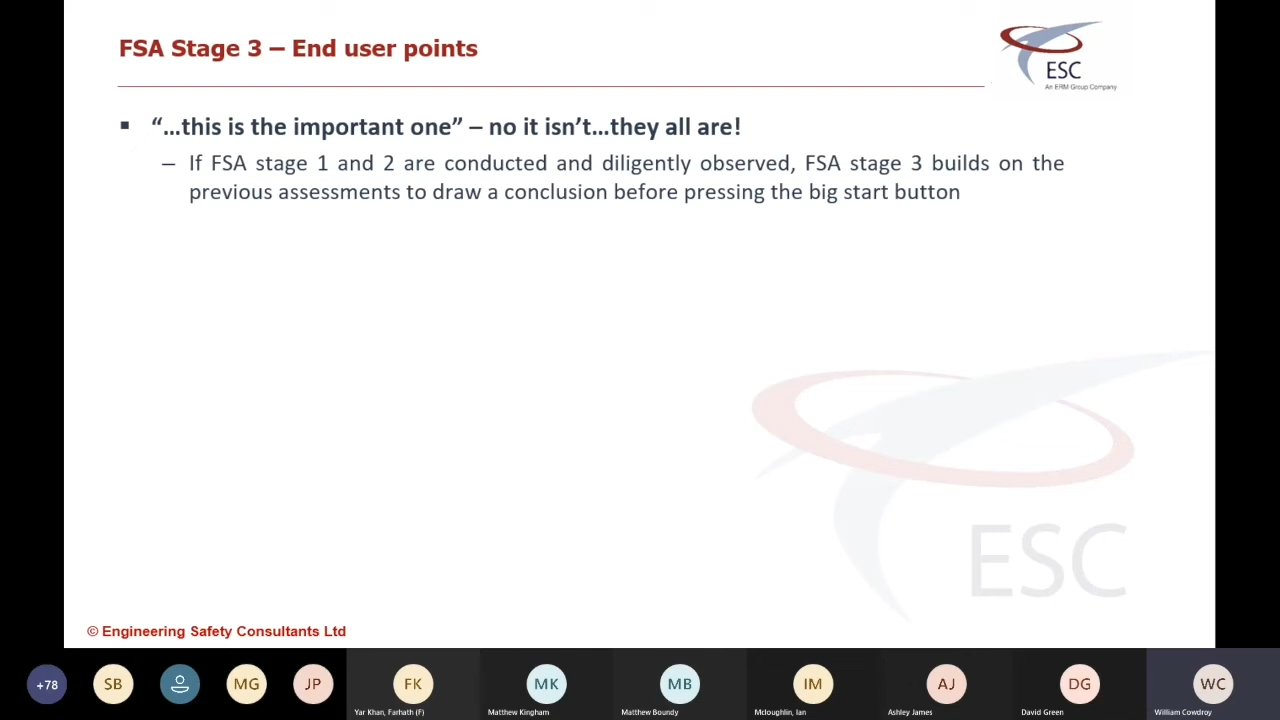 FSA Stage 3 – End user points
ESC
An ERM Group Company
▪ “…this is the important one” – no it isn’t…they all are!
– If FSA stage 1 and 2 are conducted and diligently observed, FSA stage 3 builds on the
previous assessments to draw a conclusion before pressing the big start button
ESC
© Engineering Safety Consultants Ltd
+78 SB MG JP FK MK MB IM AJ DG WC
Yar Khan, Farhath (F) Matthew Kingham Matthew Boundy Mcloughlin, Ian Ashley James David Green William Cowdroy